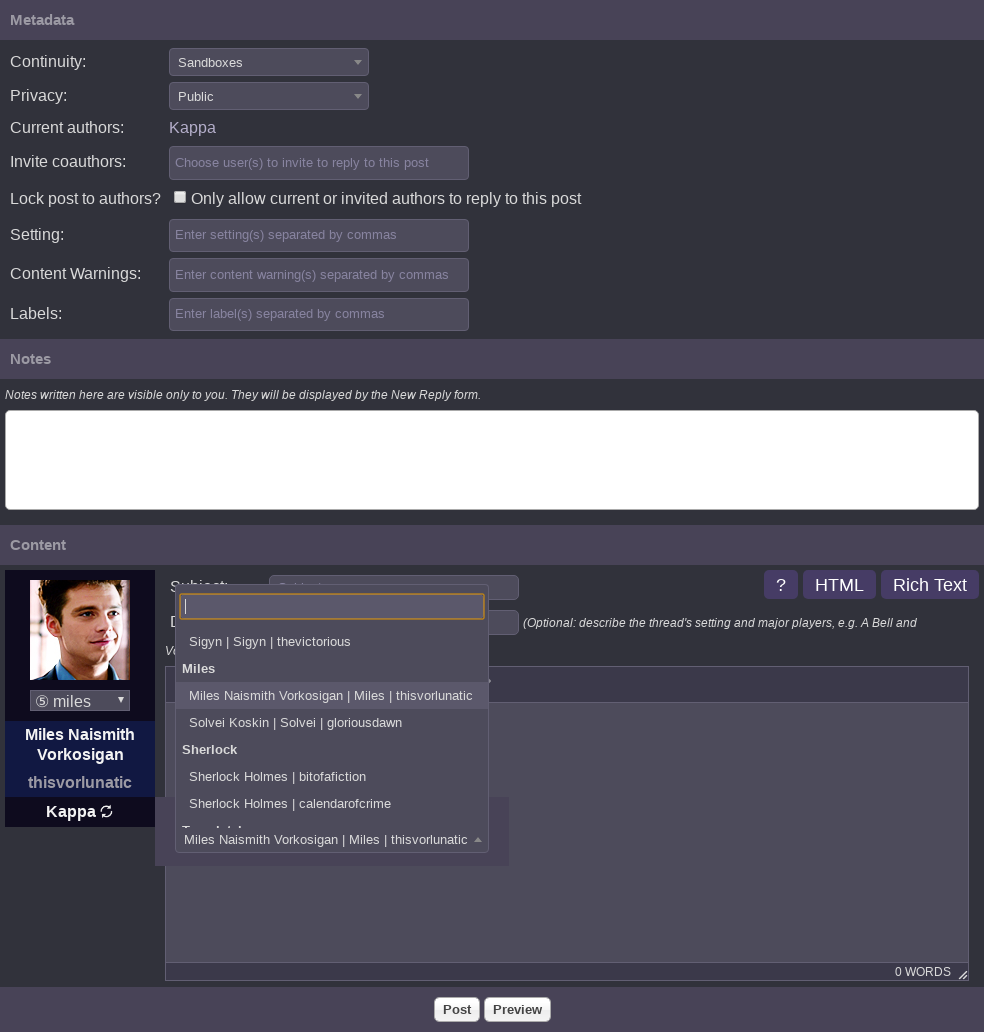 Metadata
Continuity: Sandboxes
Privacy: Public
Current authors: Kappa
Invite coauthors: Choose user(s) to invite to reply to this post
Lock post to authors? Only allow current or invited authors to reply to this post
Setting: Enter setting(s) separated by commas
Content Warnings: Enter content warning(s) separated by commas
Labels: Enter label(s) separated by commas
Notes
Notes written here are visible only to you. They will be displayed by the New Reply form.
Content
? HTML Rich Text
(Optional: describe the thread's setting and major players, e.g. A Bell and
⑤ miles
Miles Naismith
Vorkosigan
thisvorlunatic
Kappa
Sigyn | Sigyn | thevictorious
Miles
Miles Naismith Vorkosigan | Miles | thisvorlunatic
Solvei Koskin | Solvei | gloriousdawn
Sherlock
Sherlock Holmes | bitofafiction
Sherlock Holmes | calendarofcrime
Miles Naismith Vorkosigan | Miles | thisvorlunatic
0 WORDS
Post Preview